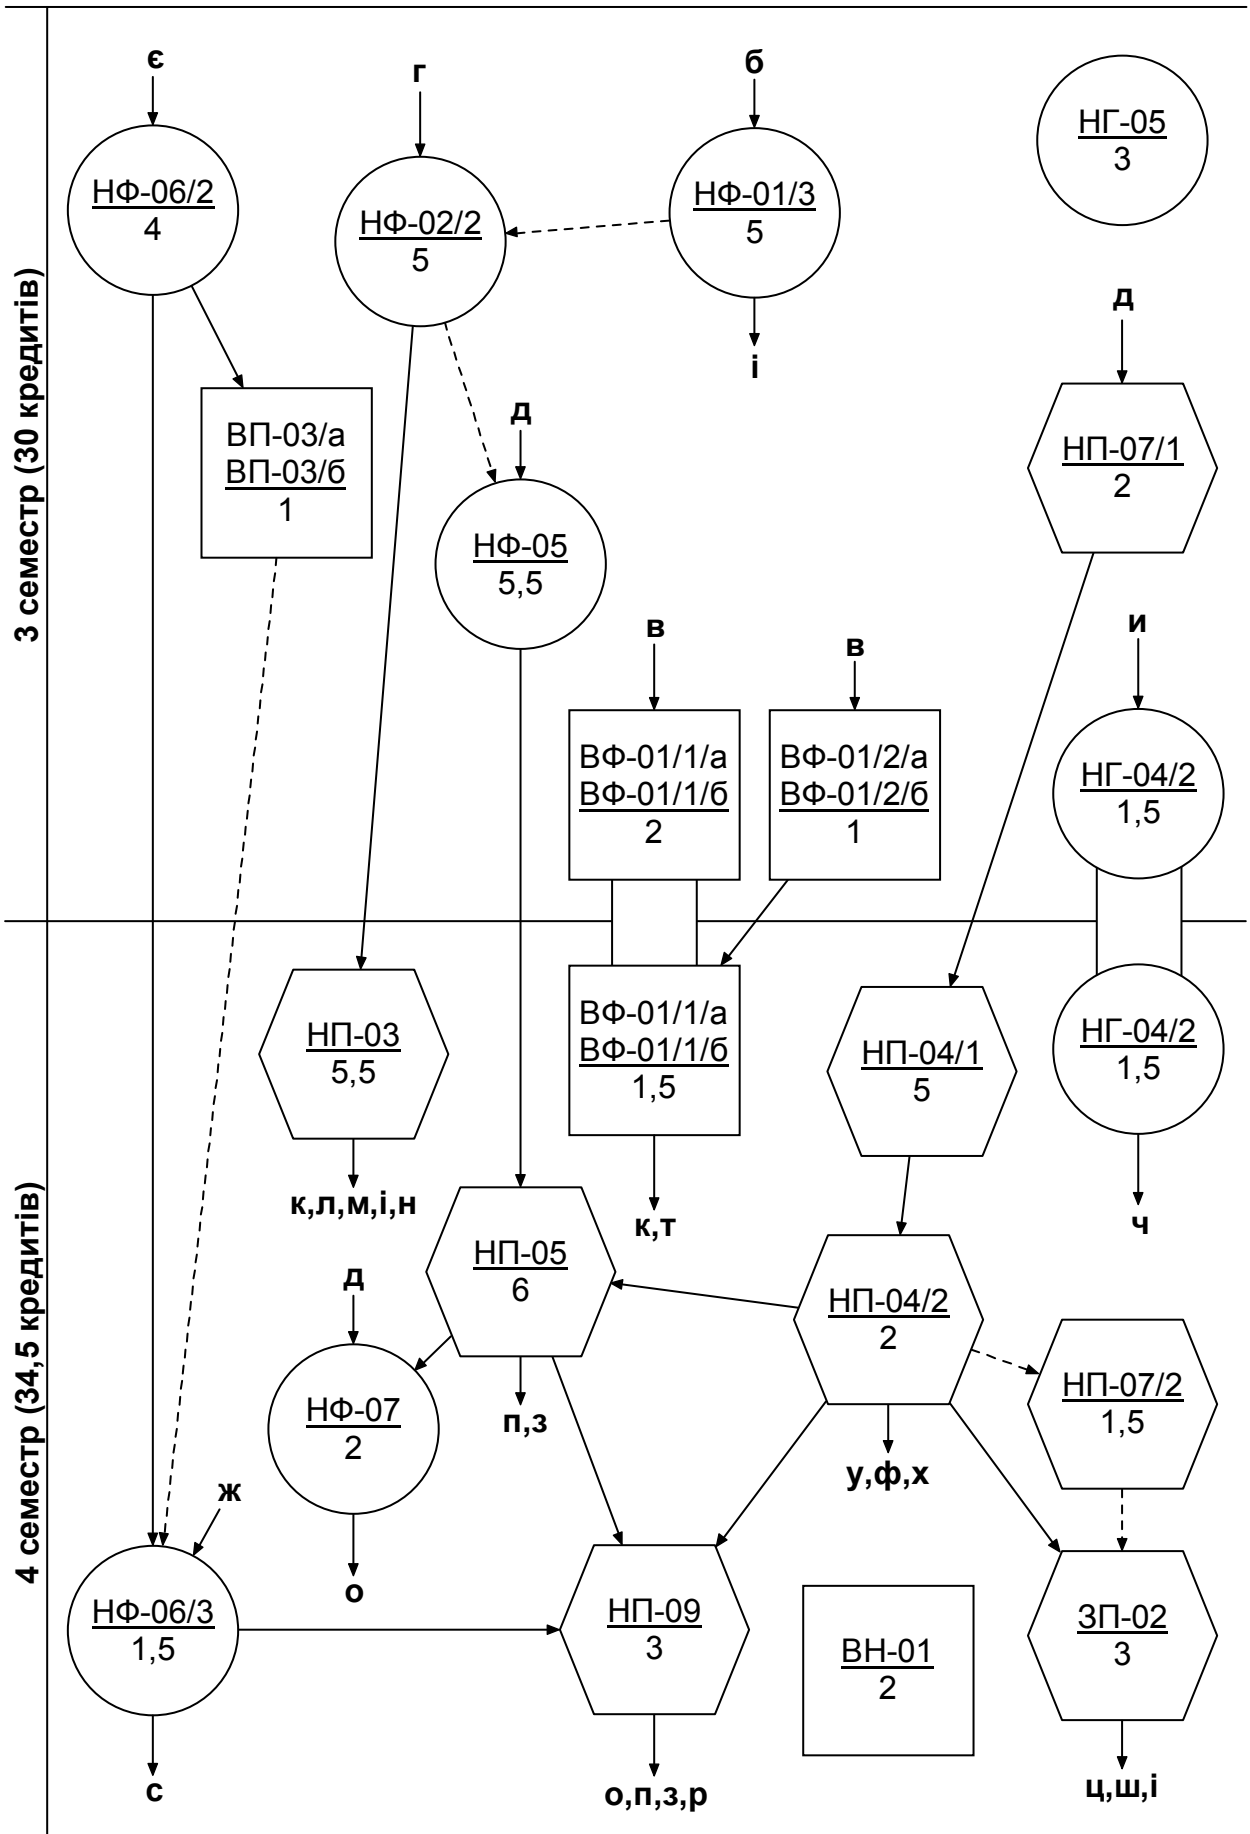 3 семестр (30 кредитів)
є
г
б
НГ-05
3
НФ-06/2
4
НФ-02/2
5
НФ-01/3
5
і
д
ВП-03/а
ВП-03/б
1
д
НП-07/1
2
НФ-05
5,5
в
в
и
ВФ-01/1/а
ВФ-01/1/б
2
ВФ-01/2/а
ВФ-01/2/б
1
НГ-04/2
1,5
4 семестр (34,5 кредитів)
НП-03
5,5
ВФ-01/1/а
ВФ-01/1/б
1,5
НП-04/1
5
НГ-04/2
1,5
к,л,м,і,н
к,т
ч
НП-05
6
д
НП-04/2
2
НП-07/2
1,5
НФ-07
2
п,з
у,ф,х
ж
о
НФ-06/3
1,5
НП-09
3
ВН-01
2
ЗП-02
3
с
о,п,з,р
ц,ш,і